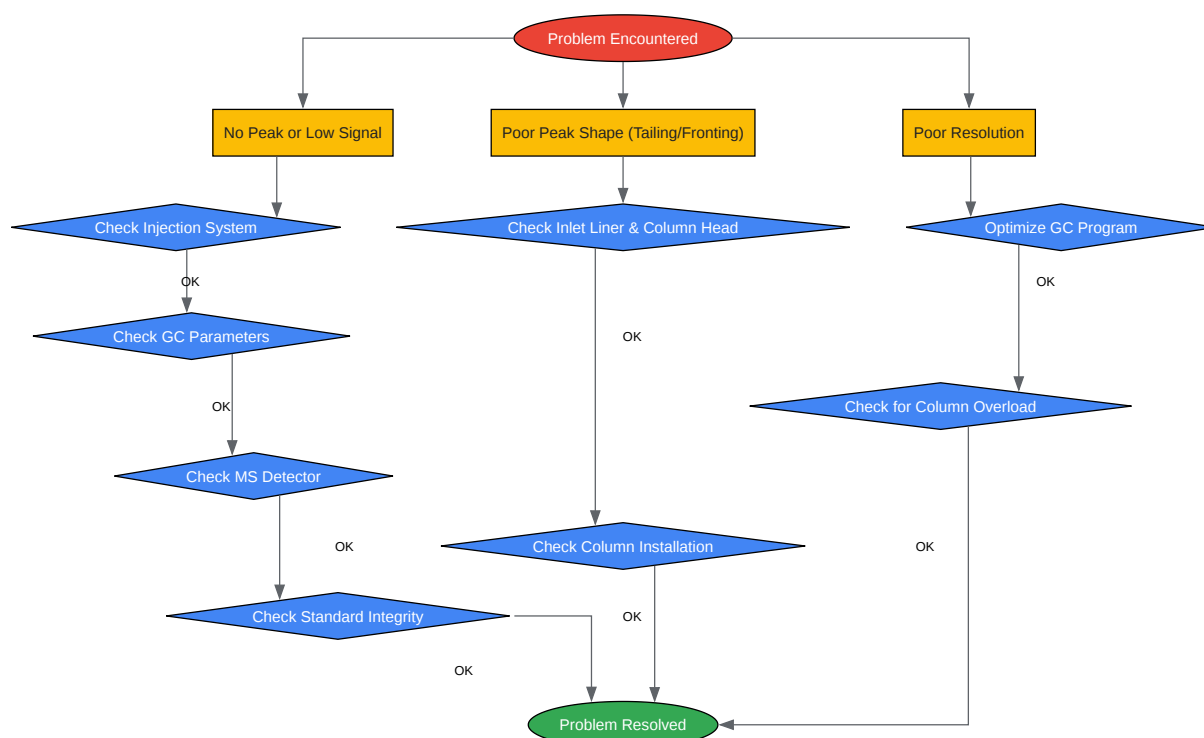 Problem Encountered
No Peak or Low Signal
Poor Peak Shape (Tailing/Fronting)
Poor Resolution
Check Injection System
Check Inlet Liner & Column Head
Optimize GC Program
OK
OK
Check GC Parameters
OK
OK
Check for Column Overload
Check MS Detector
OK
Check Column Installation
OK
Check Standard Integrity
OK
OK
Problem Resolved